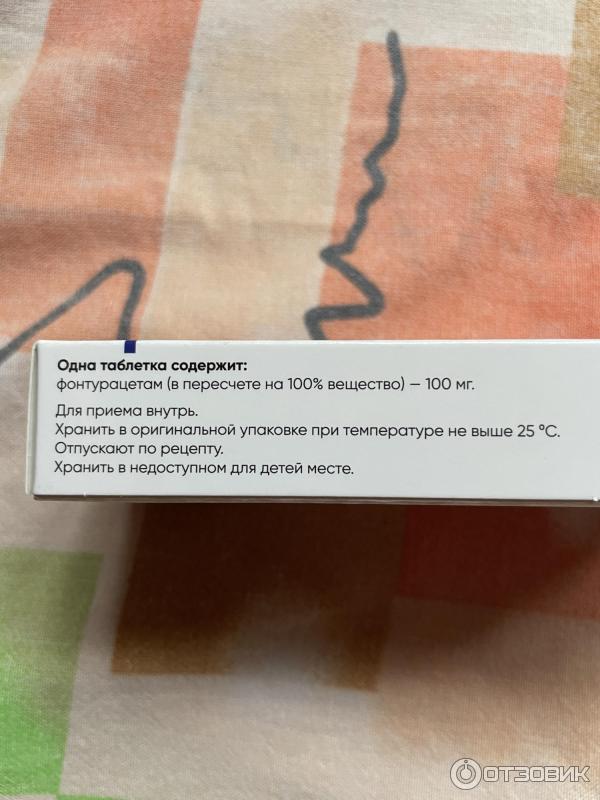 Одна таблетка содержит:
фонтурацетам (в пересчете на 100% вещество) — 100 мг.
Для приема внутрь.
Хранить в оригинальной упаковке при температуре не выше 25 °C.
Отпускают по рецепту.
Хранить в недоступном для детей месте.
ОТЗОВИК